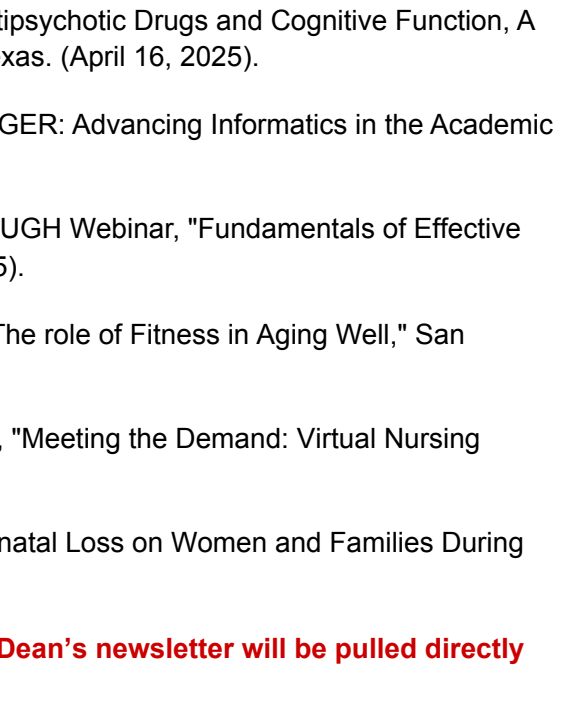 tipsychotic Drugs and Cognitive Function, A
exas. (April 16, 2025).
GER: Advancing Informatics in the Academic
UGH Webinar, "Fundamentals of Effective
5).
The role of Fitness in Aging Well," San
, "Meeting the Demand: Virtual Nursing
natal Loss on Women and Families During
Dean’s newsletter will be pulled directly